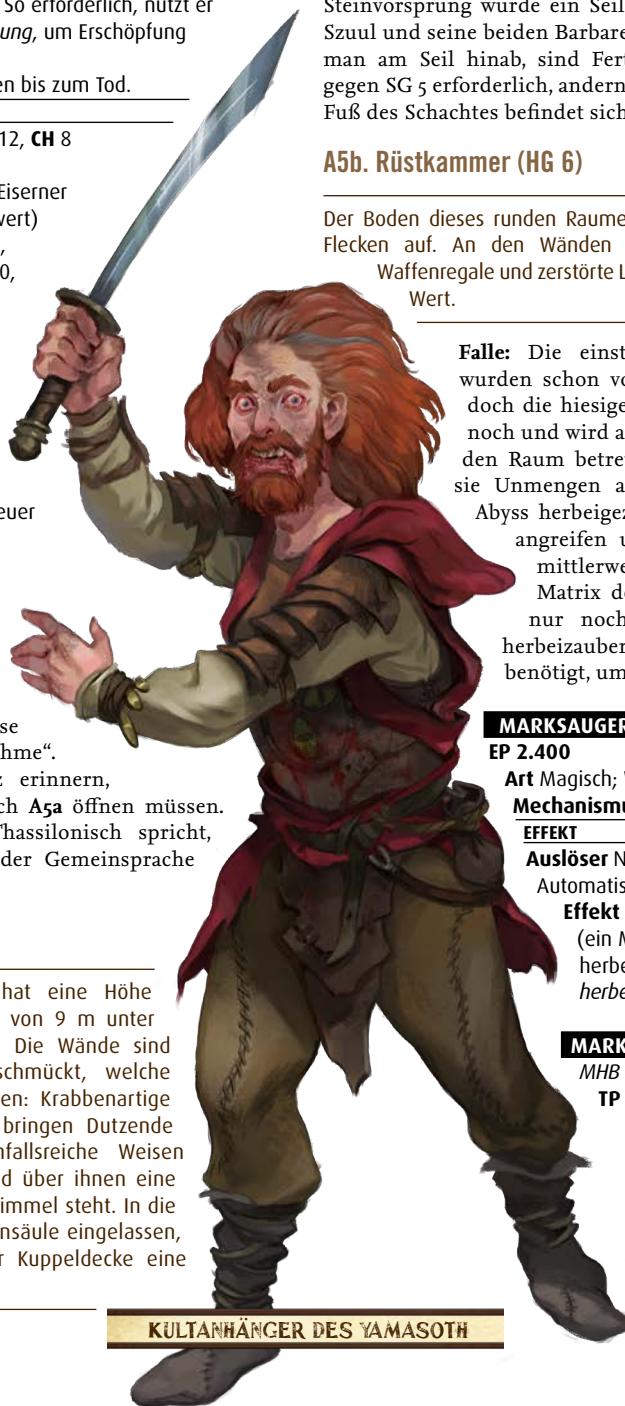 So erforderlich, nutzt er
ung, um Erschöpfung
en bis zum Tod.
12, CH 8
Eiserner
wert)
,
0,
euer
se
hme“.
z erinnern,
ch A5a öffnen müssen.
Thassilonisch spricht,
der Gemeinsprache
hat eine Höhe
von 9 m unter
Die Wände sind
schmückt, welche
en: Krabbenartige
bringen Dutzende
nfallsreiche Weisen
d über ihnen eine
immel steht. In die
nsäule eingelassen,
r Kuppeldecke eine
Steinvorsprung wurde ein Seil
Szuul und seine beiden Barbare
man am Seil hinab, sind Fert
gegen SG 5 erforderlich, andern
Fuß des Schachtes befindet sich
A5b. Rüstkammer (HG 6)
Der Boden dieses runden Raume
Flecken auf. An den Wänden
Waffenregale und zerstörte L
Wert.
Falle: Die einst
wurden schon vo
doch die hiesige
noch und wird a
den Raum betre
sie Unmengen a
Abyss herbeigez
angreifen u
mittlerwe
Matrix de
nur noch
herbeizauber
benötigt, um
MARKSAUGER
EP 2.400
Art Magisch;
Mechanismu
EFFEKT
Auslöser N
Automatis
Effekt
(ein M
herbe
herbe
MARK
MHB
TP
KULTANHÄNGER DES YAMASOTH